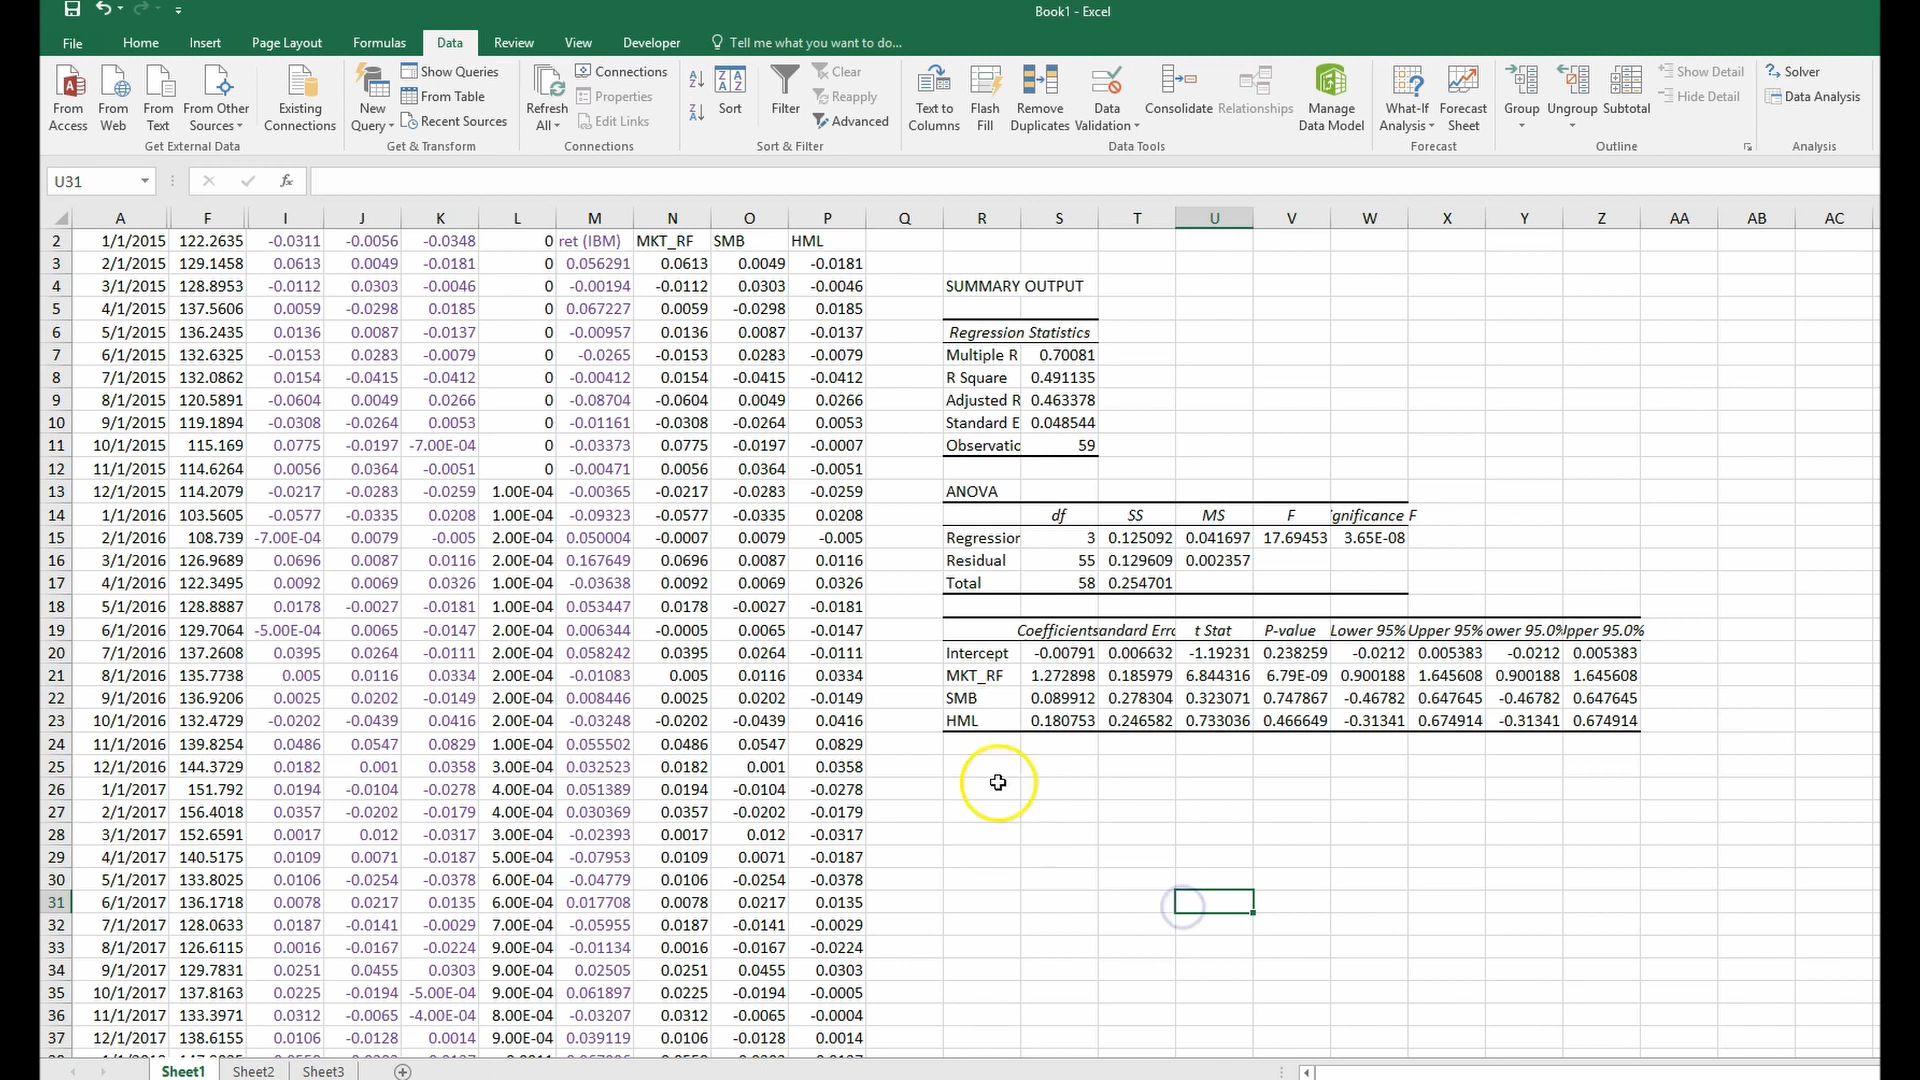 Book1 - Excel
File Home Insert Page Layout Formulas Data Review View Developer Tell me what you want to do...
From Access
From Web
From Text
From Other Sources
Existing Connections
New Query
Show Queries
From Table
Recent Sources
Refresh All
Connections
Properties
Edit Links
Sort
Filter
Clear
Reapply
Advanced
Text to Columns
Flash Fill
Remove Duplicates
Data Validation
Consolidate
Relationships
Manage Data Model
What-If Analysis
Forecast Sheet
Group
Ungroup
Subtotal
Show Detail
Hide Detail
Solver
Data Analysis
Get External Data Get & Transform Connections Sort & Filter Data Tools Forecast Outline Analysis
U31 fx
A F I J K L M N O P Q R S T U V W X Y Z AA AB AC
2 1/1/2015 122.2635 -0.0311 -0.0056 -0.0348 0 ret (IBM) MKT_RF SMB HML
3 2/1/2015 129.1458 0.0613 0.0049 -0.0181 0 0.056291 0.0613 0.0049 -0.0181
4 3/1/2015 128.8953 -0.0112 0.0303 -0.0046 0 -0.00194 -0.0112 0.0303 -0.0046 SUMMARY OUTPUT
5 4/1/2015 137.5606 0.0059 -0.0298 0.0185 0 0.067227 0.0059 -0.0298 0.0185
6 5/1/2015 136.2435 0.0136 0.0087 -0.0137 0 -0.00957 0.0136 0.0087 -0.0137 Regression Statistics
7 6/1/2015 132.6325 -0.0153 0.0283 -0.0079 0 -0.0265 -0.0153 0.0283 -0.0079 Multiple R 0.70081
8 7/1/2015 132.0862 0.0154 -0.0415 -0.0412 0 -0.00412 0.0154 -0.0415 -0.0412 R Square 0.491135
9 8/1/2015 120.5891 -0.0604 0.0049 0.0266 0 -0.08704 -0.0604 0.0049 0.0266 Adjusted R 0.463378
10 9/1/2015 119.1894 -0.0308 -0.0264 0.0053 0 -0.01161 -0.0308 -0.0264 0.0053 Standard E 0.048544
11 10/1/2015 115.169 0.0775 -0.0197 -7.00E-04 0 -0.03373 0.0775 -0.0197 -0.0007 Observatio 59
12 11/1/2015 114.6264 0.0056 0.0364 -0.0051 0 -0.00471 0.0056 0.0364 -0.0051
13 12/1/2015 114.2079 -0.0217 -0.0283 -0.0259 1.00E-04 -0.00365 -0.0217 -0.0283 -0.0259 ANOVA
14 1/1/2016 103.5605 -0.0577 -0.0335 0.0208 1.00E-04 -0.09323 -0.0577 -0.0335 0.0208 df SS MS F gnificance F
15 2/1/2016 108.739 -7.00E-04 0.0079 -0.005 2.00E-04 0.050004 -0.0007 0.0079 -0.005 Regression 3 0.125092 0.041697 17.69453 3.65E-08
16 3/1/2016 126.9689 0.0696 0.0087 0.0116 2.00E-04 0.167649 0.0696 0.0087 0.0116 Residual 55 0.129609 0.002357
17 4/1/2016 122.3495 0.0092 0.0069 0.0326 1.00E-04 -0.03638 0.0092 0.0069 0.0326 Total 58 0.254701
18 5/1/2016 128.8887 0.0178 -0.0027 -0.0181 1.00E-04 0.053447 0.0178 -0.0027 -0.0181
19 6/1/2016 129.7064 -5.00E-04 0.0065 -0.0147 2.00E-04 0.006344 -0.0005 0.0065 -0.0147 Coefficients andard Erro t Stat P-value Lower 95% Upper 95% ower 95.0% Upper 95.0%
20 7/1/2016 137.2608 0.0395 0.0264 -0.0111 2.00E-04 0.058242 0.0395 0.0264 -0.0111 Intercept -0.00791 0.006632 -1.19231 0.238259 -0.0212 0.005383 -0.0212 0.005383
21 8/1/2016 135.7738 0.005 0.0116 0.0334 2.00E-04 -0.01083 0.005 0.0116 0.0334 MKT_RF 1.272898 0.185979 6.844316 6.79E-09 0.900188 1.645608 0.900188 1.645608
22 9/1/2016 136.9206 0.0025 0.0202 -0.0149 2.00E-04 0.008446 0.0025 0.0202 -0.0149 SMB 0.089912 0.278304 0.323071 0.747867 -0.46782 0.647645 -0.46782 0.647645
23 10/1/2016 132.4729 -0.0202 -0.0439 0.0416 2.00E-04 -0.03248 -0.0202 -0.0439 0.0416 HML 0.180753 0.246582 0.733036 0.466649 -0.31341 0.674914 -0.31341 0.674914
24 11/1/2016 139.8254 0.0486 0.0547 0.0829 1.00E-04 0.055502 0.0486 0.0547 0.0829
25 12/1/2016 144.3729 0.0182 0.001 0.0358 3.00E-04 0.032523 0.0182 0.001 0.0358
26 1/1/2017 151.792 0.0194 -0.0104 -0.0278 4.00E-04 0.051389 0.0194 -0.0104 -0.0278
27 2/1/2017 156.4018 0.0357 -0.0202 -0.0179 4.00E-04 0.030369 0.0357 -0.0202 -0.0179
28 3/1/2017 152.6591 0.0017 0.012 -0.0317 3.00E-04 -0.02393 0.0017 0.012 -0.0317
29 4/1/2017 140.5175 0.0109 0.0071 -0.0187 5.00E-04 -0.07953 0.0109 0.0071 -0.0187
30 5/1/2017 133.8025 0.0106 -0.0254 -0.0378 6.00E-04 -0.04779 0.0106 -0.0254 -0.0378
31 6/1/2017 136.1718 0.0078 0.0217 0.0135 6.00E-04 0.017708 0.0078 0.0217 0.0135
32 7/1/2017 128.0633 0.0187 -0.0141 -0.0029 7.00E-04 -0.05955 0.0187 -0.0141 -0.0029
33 8/1/2017 126.6115 0.0016 -0.0167 -0.0224 9.00E-04 -0.01134 0.0016 -0.0167 -0.0224
34 9/1/2017 129.7831 0.0251 0.0455 0.0303 9.00E-04 0.02505 0.0251 0.0455 0.0303
35 10/1/2017 137.8163 0.0225 -0.0194 -5.00E-04 9.00E-04 0.061897 0.0225 -0.0194 -0.0005
36 11/1/2017 133.3971 0.0312 -0.0065 -4.00E-04 8.00E-04 -0.03207 0.0312 -0.0065 -0.0004
37 12/1/2017 138.6155 0.0106 -0.0128 0.0014 9.00E-04 0.039119 0.0106 -0.0128 0.0014
Sheet1 Sheet2 Sheet3